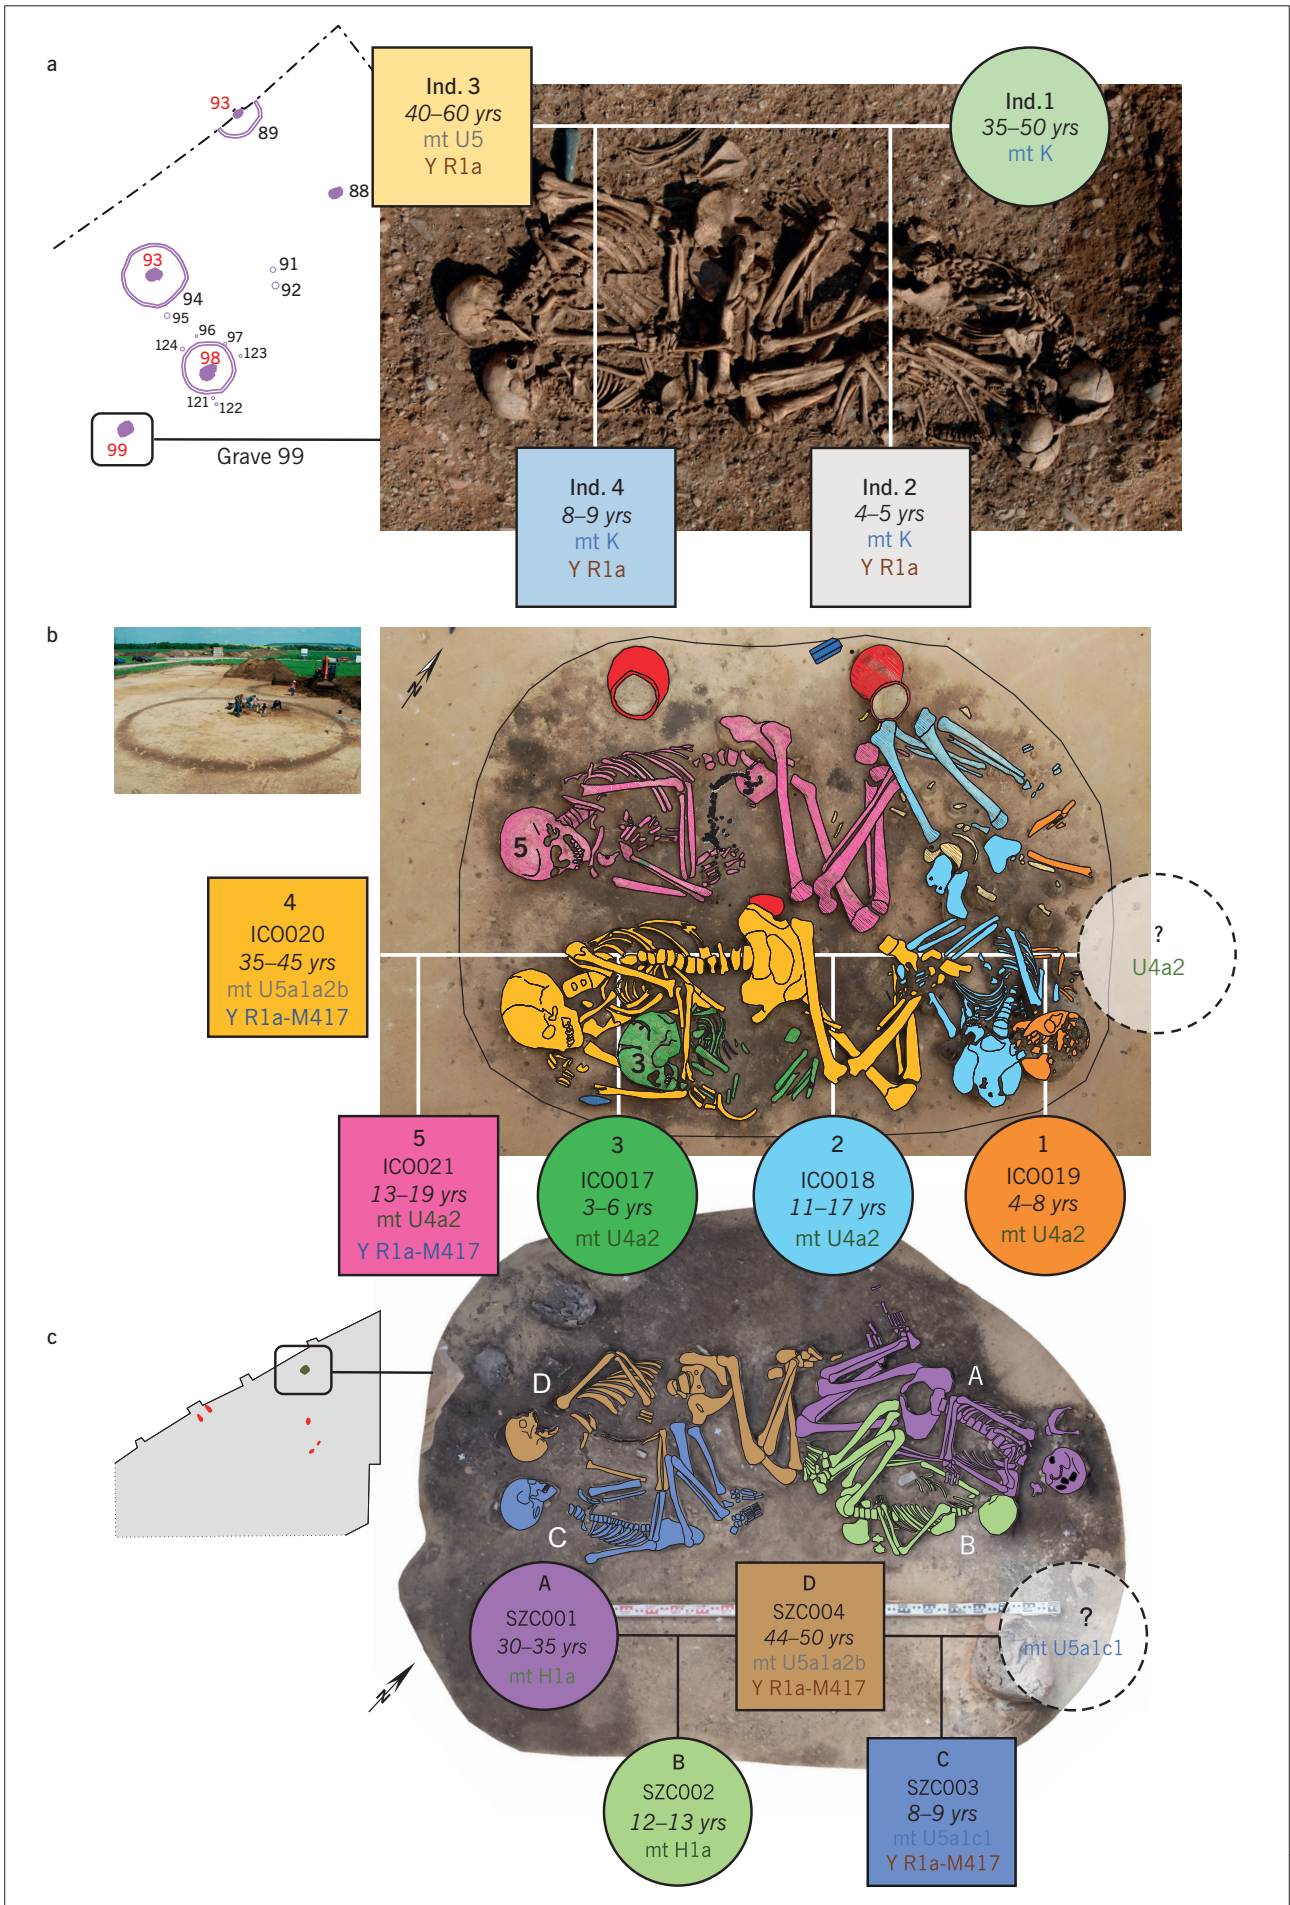 a
93
89
88
93
94
91
92
95
96
97
124
98
123
121
122
99
Grave 99
Ind. 3
40–60 yrs
mt U5
Y R1a
Ind.1
35–50 yrs
mt K
Ind. 4
8–9 yrs
mt K
Y R1a
Ind. 2
4–5 yrs
mt K
Y R1a
b
N
5
3
4
ICO020
35–45 yrs
mt U5a1a2b
Y R1a-M417
?
U4a2
5
ICO021
13–19 yrs
mt U4a2
Y R1a-M417
3
ICO017
3–6 yrs
mt U4a2
2
ICO018
11–17 yrs
mt U4a2
1
ICO019
4–8 yrs
mt U4a2
c
D
A
C
B
N
A
SZC001
30–35 yrs
mt H1a
D
SZC004
44–50 yrs
mt U5a1a2b
Y R1a-M417
?
mt U5a1c1
B
SZC002
12–13 yrs
mt H1a
C
SZC003
8–9 yrs
mt U5a1c1
Y R1a-M417